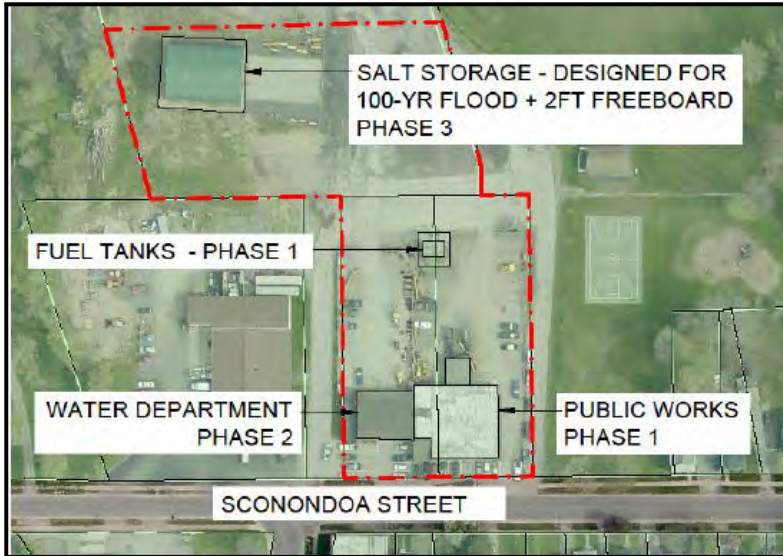 SALT STORAGE - DESIGNED FOR
100-YR FLOOD + 2FT FREEBOARD
PHASE 3
FUEL TANKS - PHASE 1
WATER DEPARTMENT
PHASE 2
PUBLIC WORKS
PHASE 1
SCONONDOA STREET